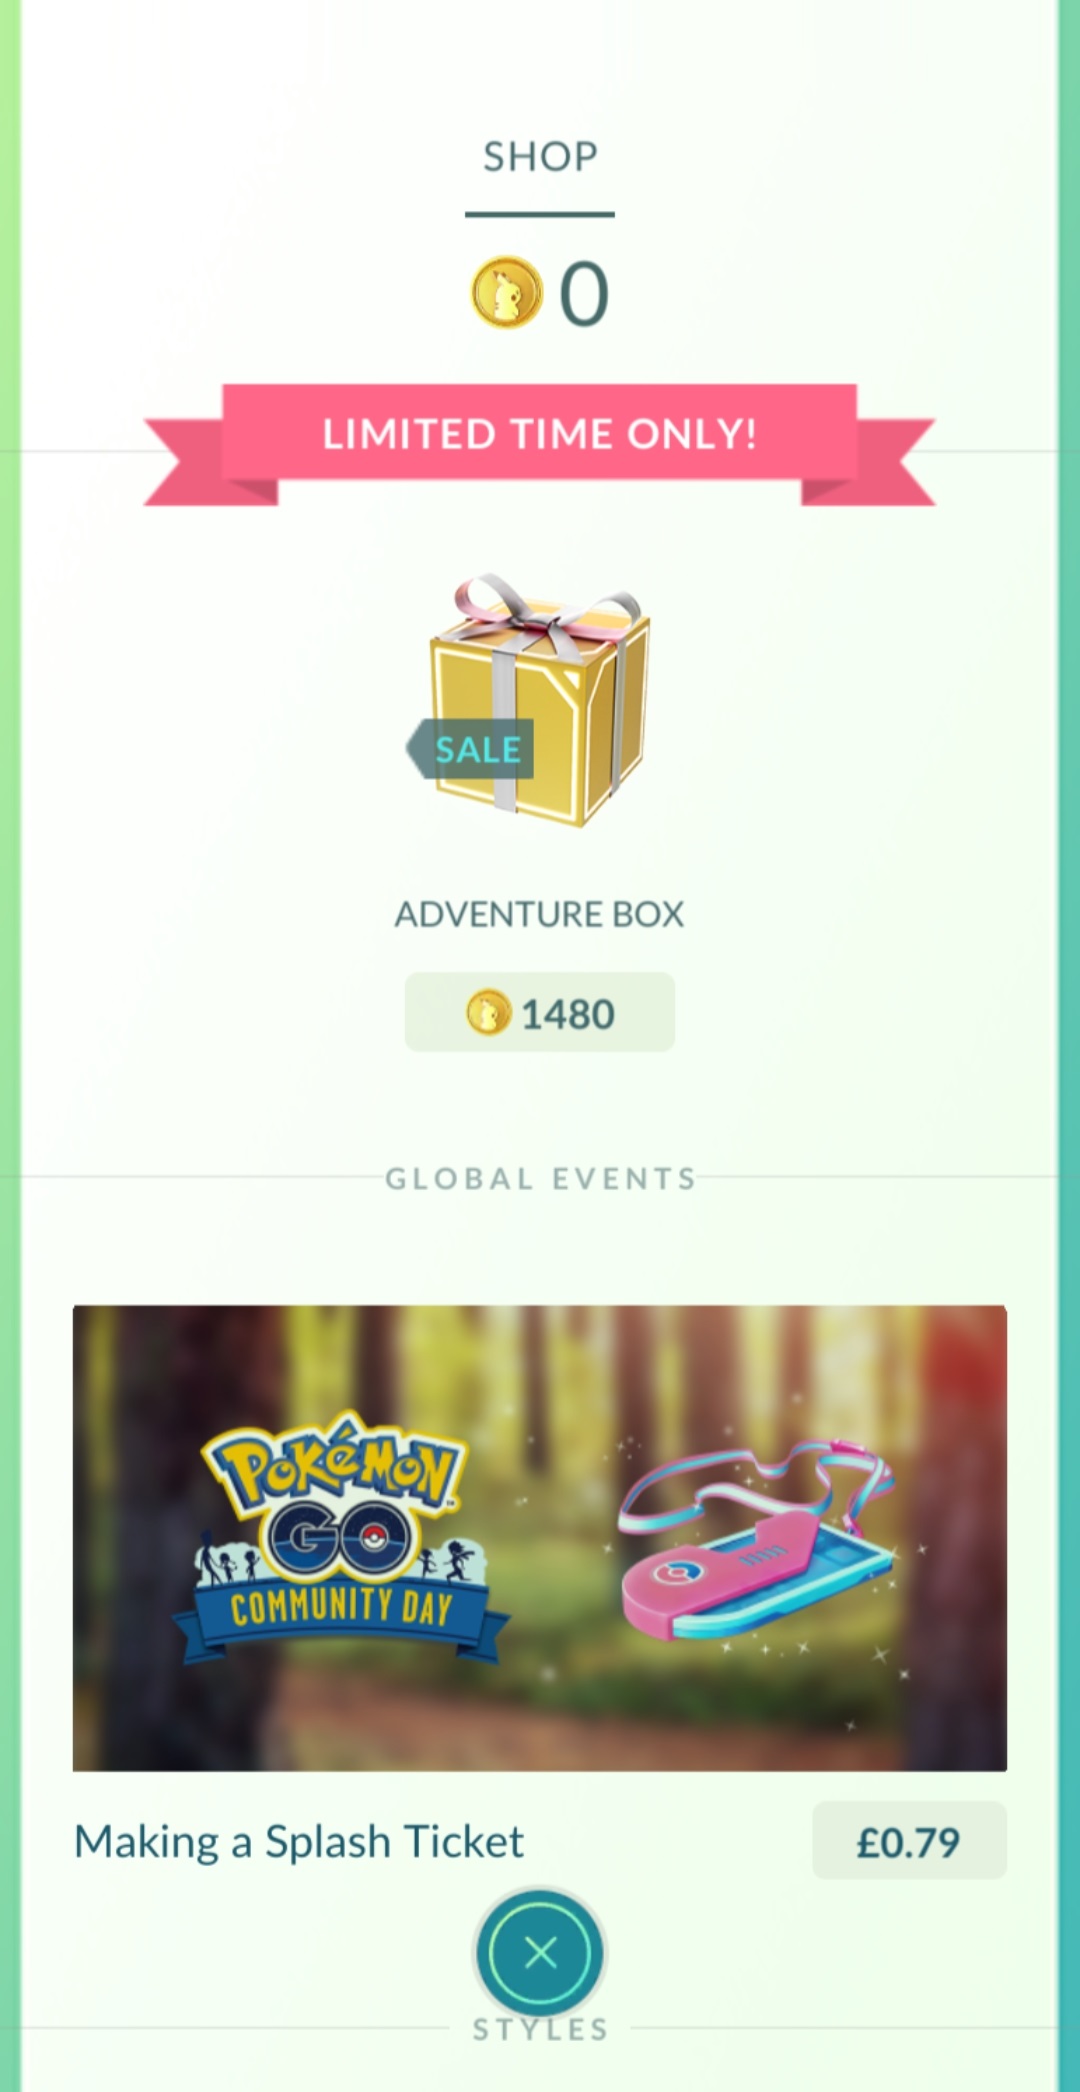 SHOP
0
LIMITED TIME ONLY!
SALE
ADVENTURE BOX
1480
GLOBAL EVENTS
Pokémon
GO
COMMUNITY DAY
Making a Splash Ticket
£0.79
STYLES